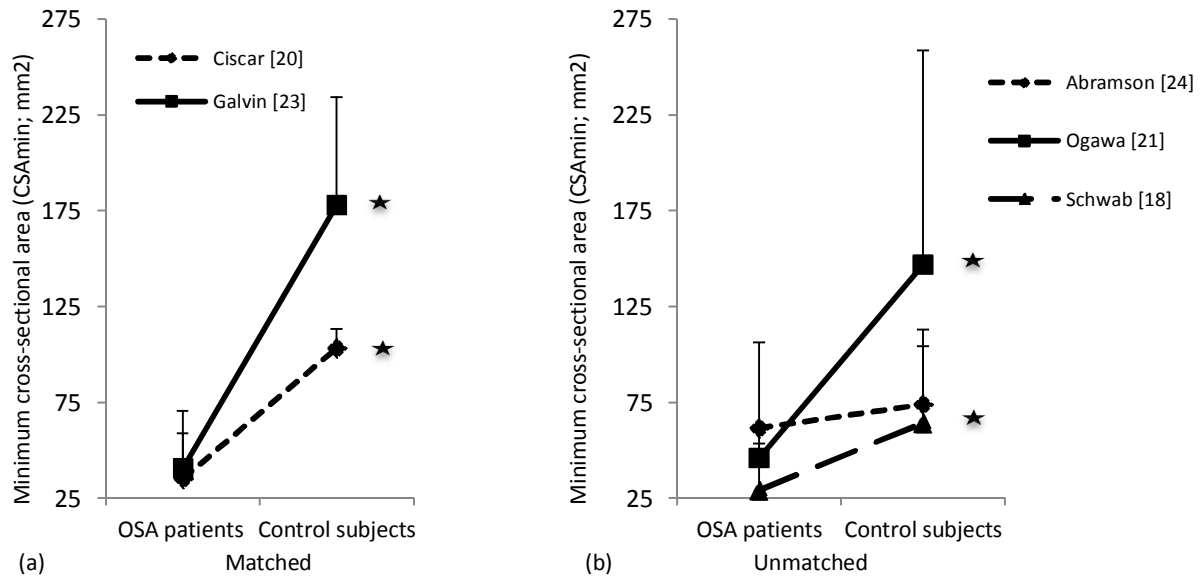 275
225
175
125
75
25
Minimum cross-sectional area (CSAmin; mm2)
Ciscar [20]
Galvin [23]
OSA patients Control subjects
(a) Matched
275
225
175
125
75
25
Minimum cross-sectional area (CSAmin; mm2)
Abramson [24]
Ogawa [21]
Schwab [18]
OSA patients Control subjects
(b) Unmatched